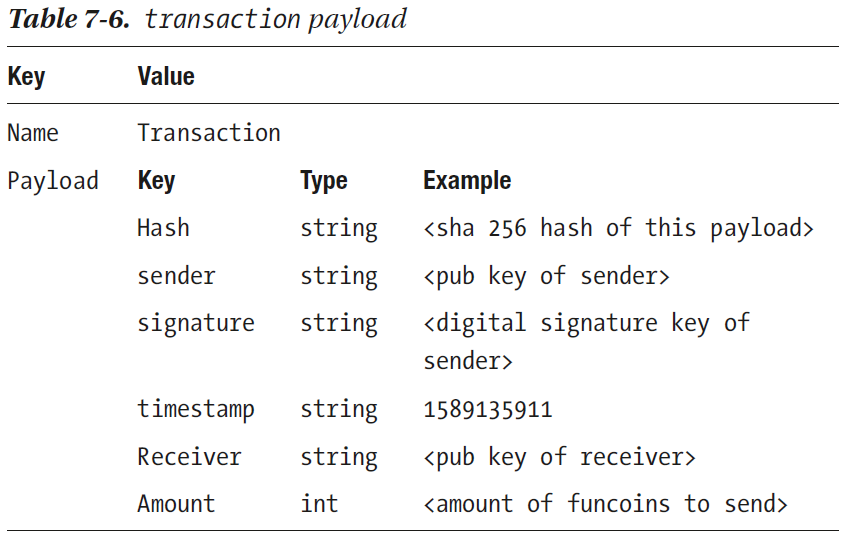 Table 7-6. transaction payload
Key Value
Name Transaction
Payload Key Type Example
Hash string <sha 256 hash of this payload>
sender string <pub key of sender>
signature string <digital signature key of
sender>
timestamp string 1589135911
Receiver string <pub key of receiver>
Amount int <amount of funcoins to send>